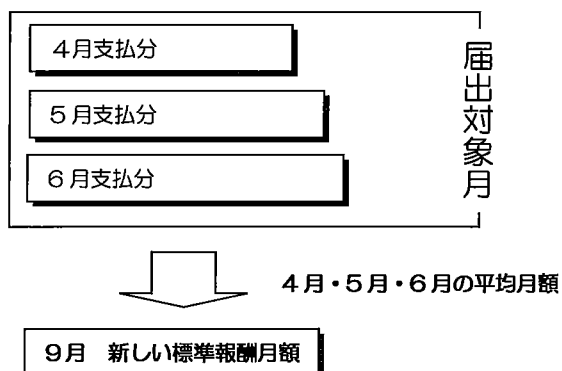 4月支払分
5月支払分
6月支払分
届出対象月
4月・5月・6月の平均月額
9月 新しい標準報酬月額